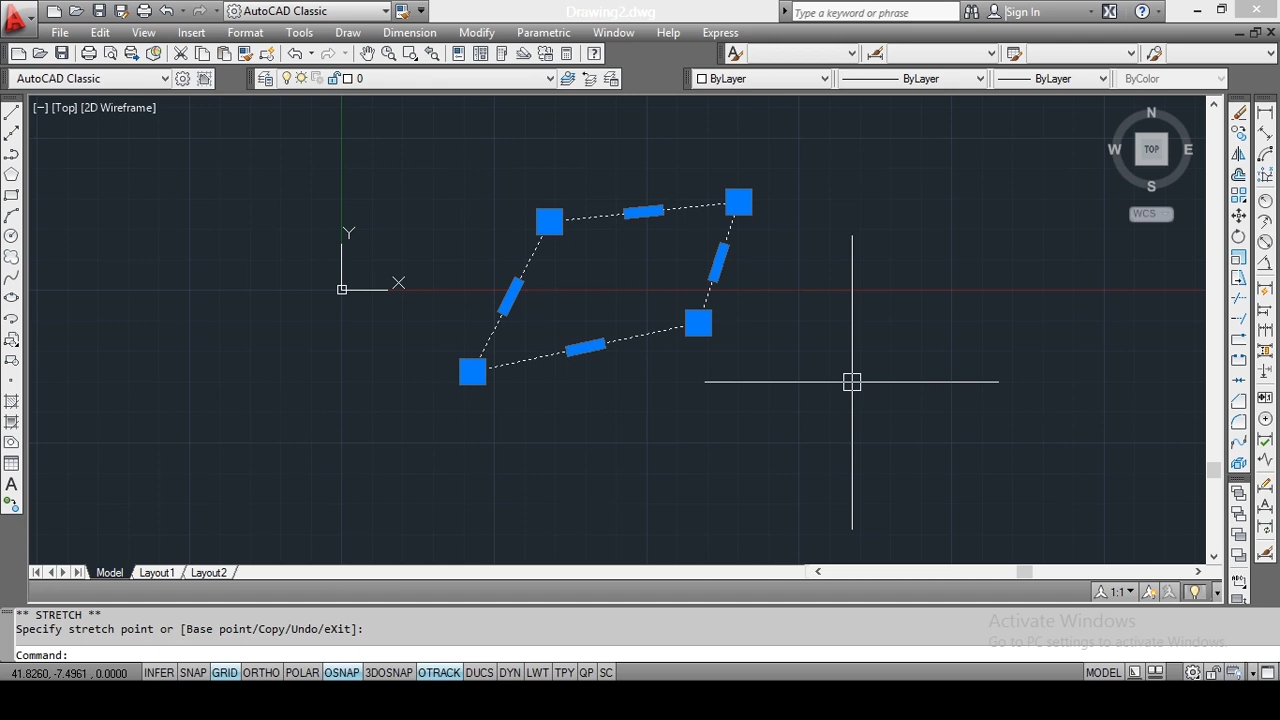 AutoCAD Classic
Drawing2.dwg
Type a keyword or phrase
Sign In
File Edit View Insert Format Tools Draw Dimension Modify Parametric Window Help Express
AutoCAD Classic
0
ByLayer
ByLayer
ByLayer
ByColor
[−] [Top] [2D Wireframe]
N
W TOP E
S
WCS
Y
X
Model Layout1 Layout2
1:1
** STRETCH **
Specify stretch point or [Base point/Copy/Undo/eXit]:
Command:
Activate Windows
Go to PC settings to activate Windows.
41.8260, -7.4961 , 0.0000 INFER SNAP GRID ORTHO POLAR OSNAP 3DOSNAP OTRACK DUCS DYN LWT TPY QP SC MODEL